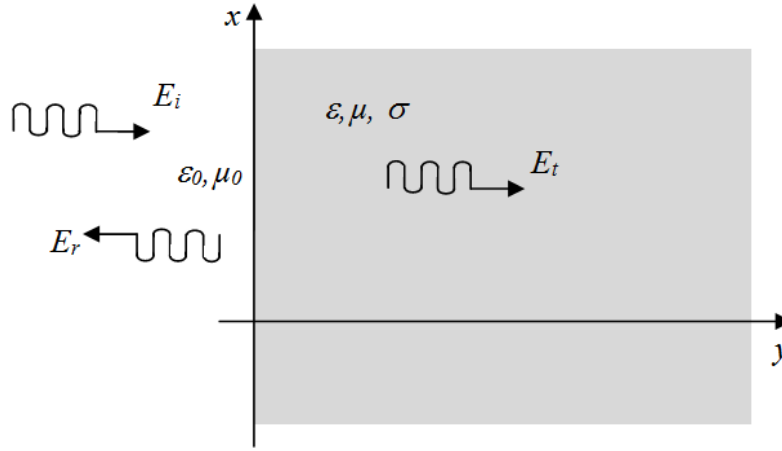 x
E_i
ε, μ, σ
E_t
ε_0, μ_0
E_r
y